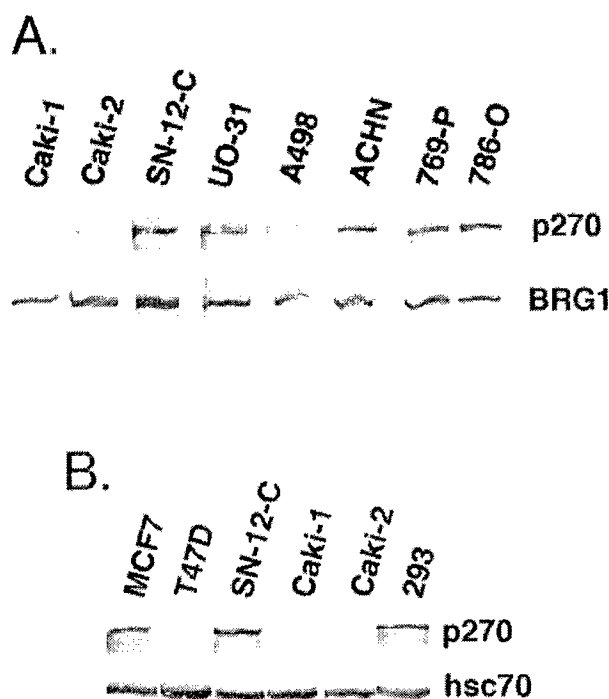 A.
Caki-1 Caki-2 SN-12-C UO-31 A498 ACHN 769-P 786-O
p270
BRG1
B.
MCF7 T47D SN-12-C Caki-1 Caki-2 293
p270
hsc70